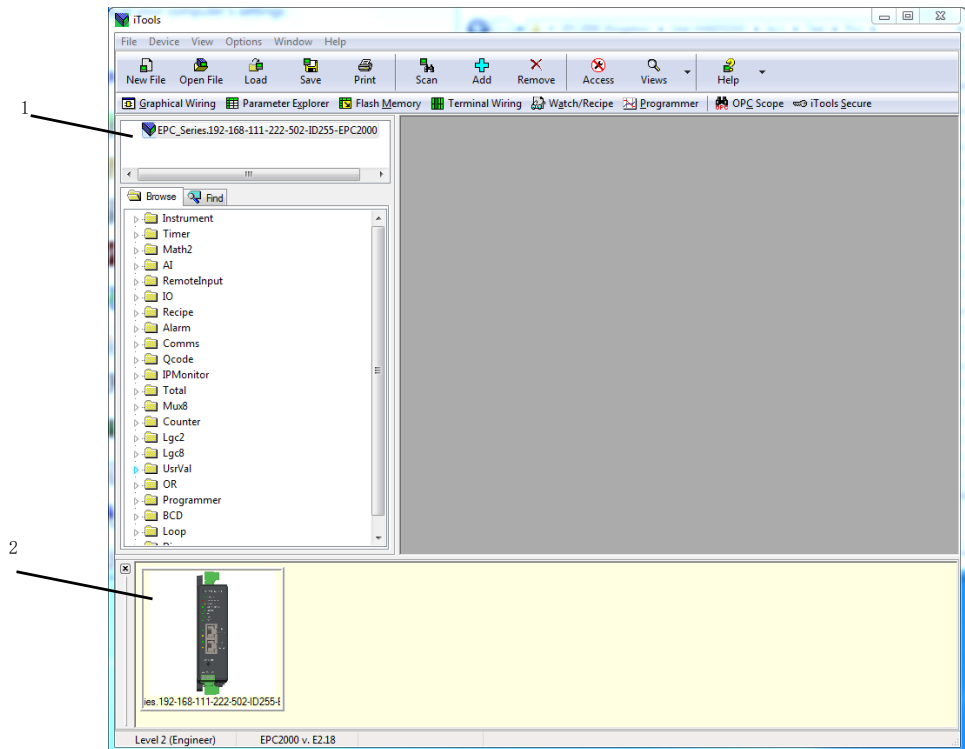 iTools
File Device View Options Window Help
New File Open File Load Save Print Scan Add Remove Access Views Help
Graphical Wiring Parameter Explorer Flash Memory Terminal Wiring Watch/Recipe Programmer OPC Scope iTools Secure
1
EPC_Series.192-168-111-222-502-ID255-EPC2000
Browse Find
Instrument
Timer
Math2
AI
RemoteInput
IO
Recipe
Alarm
Comms
Qcode
IPMonitor
Total
Mux8
Counter
Lgc2
Lgc8
UsrVal
OR
Programmer
BCD
Loop
2
ies.192-168-111-222-502-ID255-E
Level 2 (Engineer) EPC2000 v. E2.18